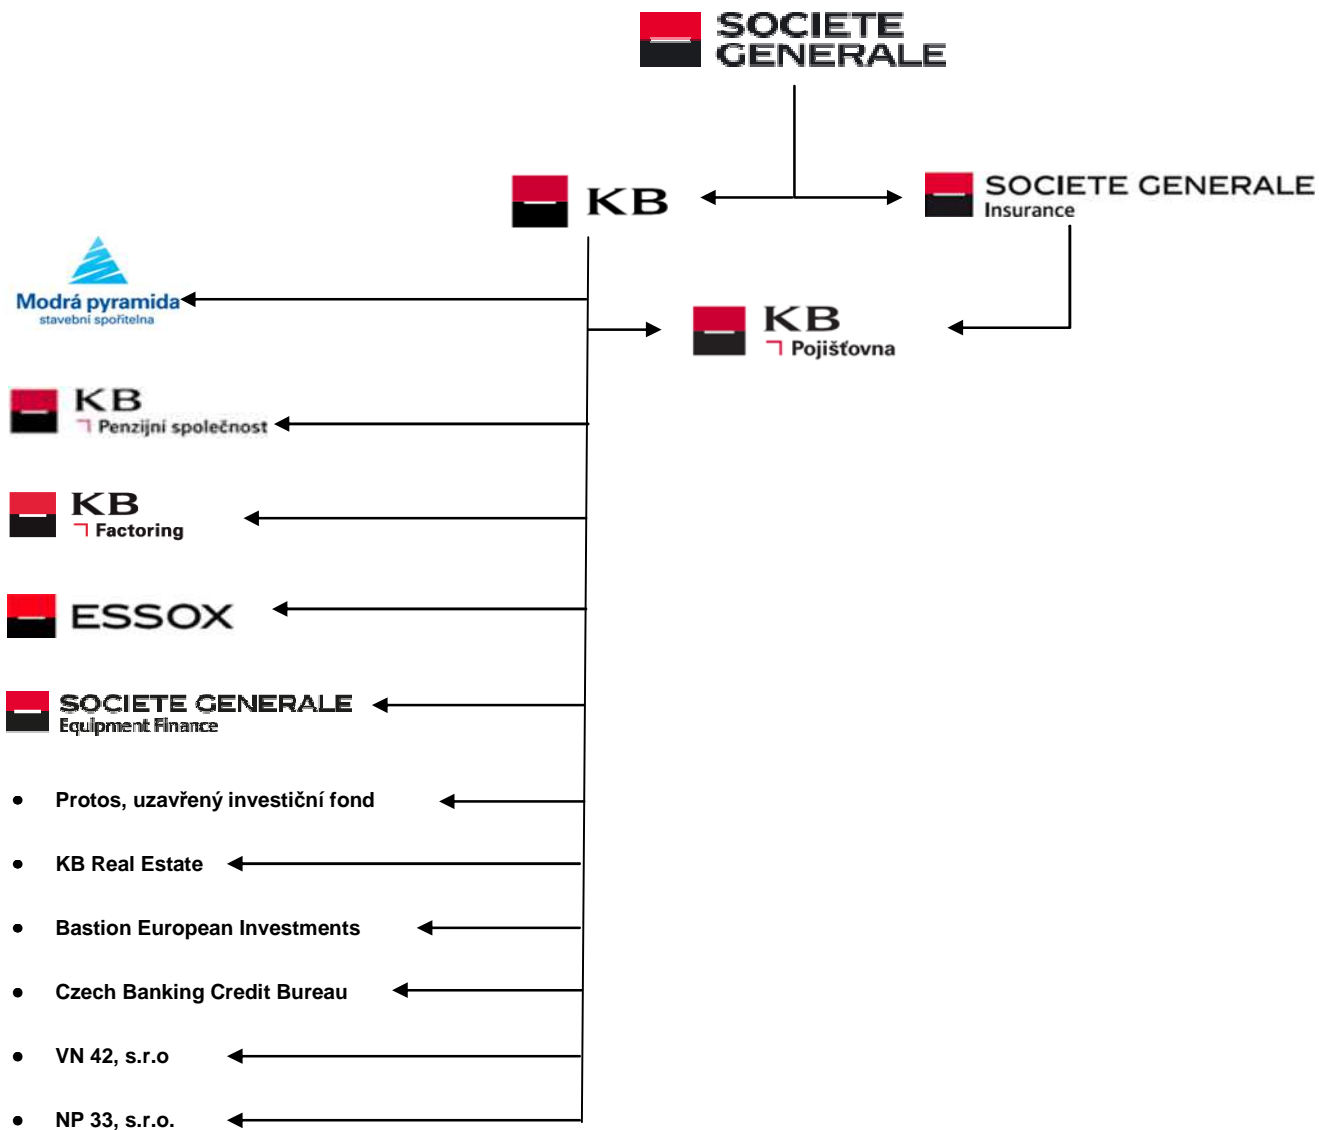 SOCIETE
GENERALE
KB
SOCIETE GENERALE
Insurance
Modrá pyramida
stavební spořitelna
KB
Pojišťovna
KB
Penzijní společnost
KB
Factoring
ESSOX
SOCIETE GENERALE
Equipment Finance
• Protos, uzavřený investiční fond
• KB Real Estate
• Bastion European Investments
• Czech Banking Credit Bureau
• VN 42, s.r.o
• NP 33, s.r.o.